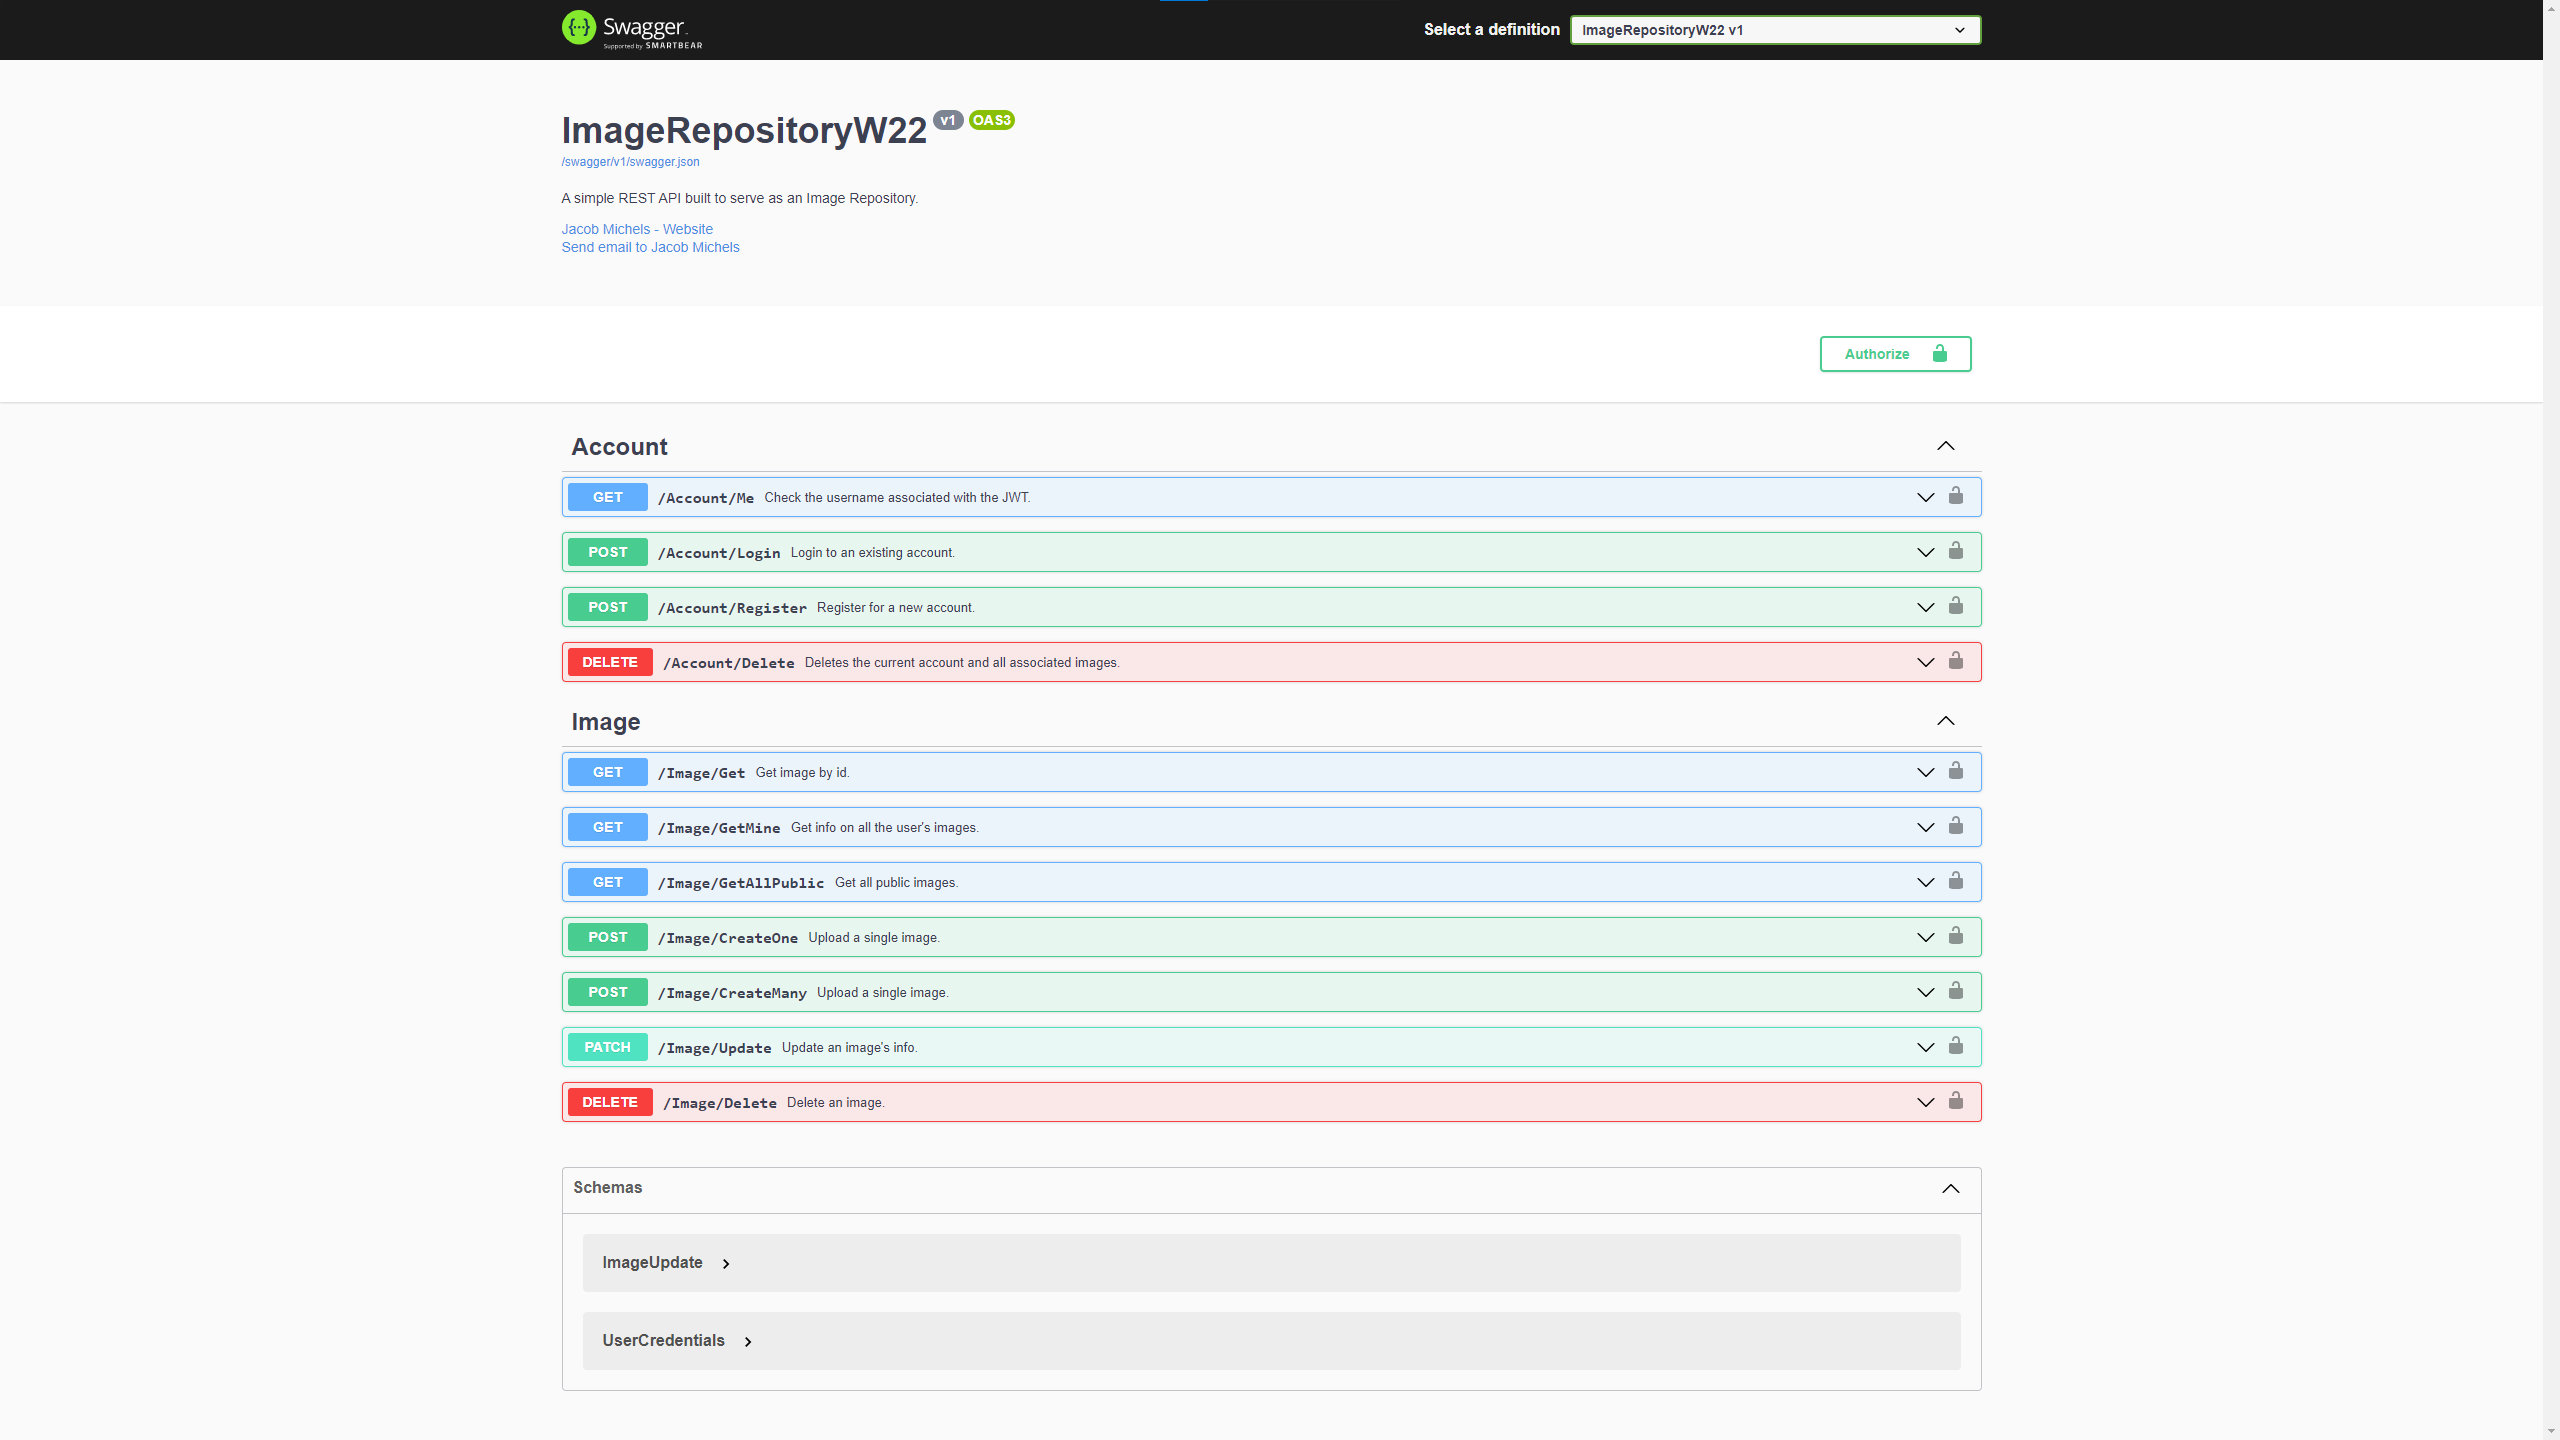 Swagger
Supported by SMARTBEAR
Select a definition
ImageRepositoryW22 v1
ImageRepositoryW22 v1 OAS3
/swagger/v1/swagger.json
A simple REST API built to serve as an Image Repository.
Jacob Michels - Website
Send email to Jacob Michels
Authorize
Account
GET /Account/Me Check the username associated with the JWT.
POST /Account/Login Login to an existing account.
POST /Account/Register Register for a new account.
DELETE /Account/Delete Deletes the current account and all associated images.
Image
GET /Image/Get Get image by id.
GET /Image/GetMine Get info on all the user's images.
GET /Image/GetAllPublic Get all public images.
POST /Image/CreateOne Upload a single image.
POST /Image/CreateMany Upload a single image.
PATCH /Image/Update Update an image's info.
DELETE /Image/Delete Delete an image.
Schemas
ImageUpdate
UserCredentials